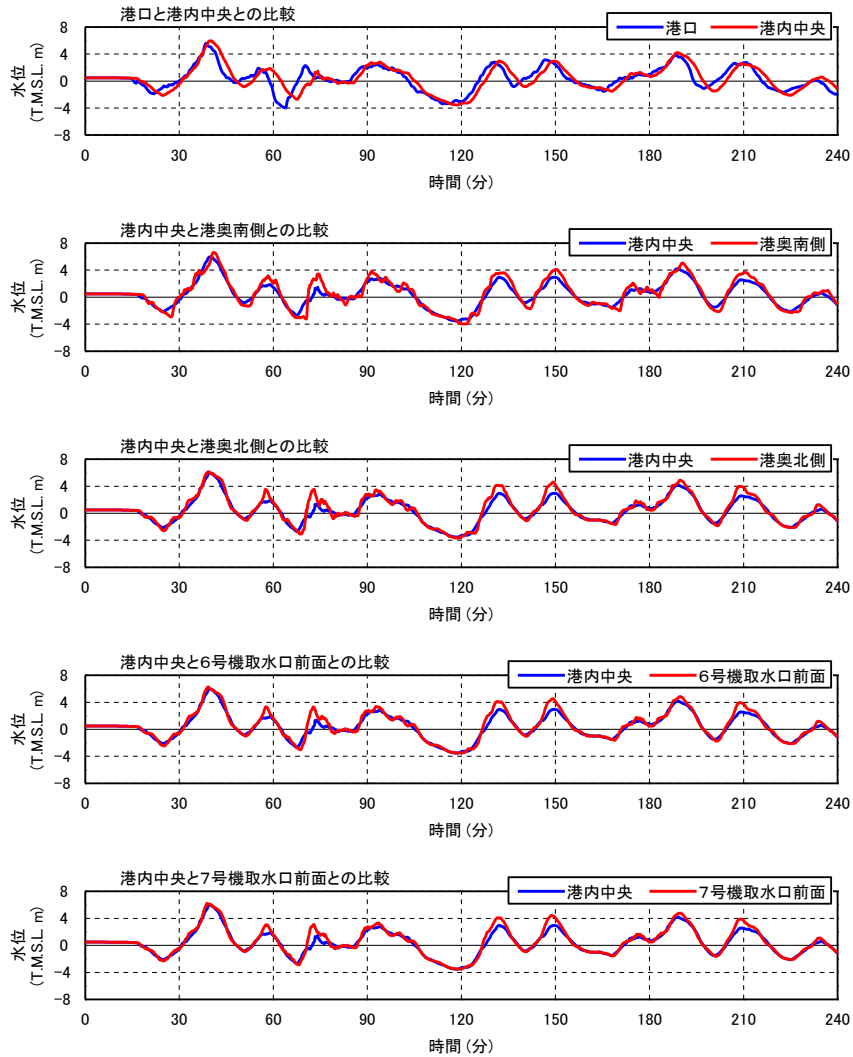 港口と港内中央との比較
港口 港内中央
水位
(T.M.S.L. m)
8
4
0
-4
-8
0 30 60 90 120 150 180 210 240
時間(分)
港内中央と港奥南側との比較
港内中央 港奥南側
水位
(T.M.S.L. m)
8
4
0
-4
-8
0 30 60 90 120 150 180 210 240
時間(分)
港内中央と港奥北側との比較
港内中央 港奥北側
水位
(T.M.S.L. m)
8
4
0
-4
-8
0 30 60 90 120 150 180 210 240
時間(分)
港内中央と6号機取水口前面との比較
港内中央 6号機取水口前面
水位
(T.M.S.L. m)
8
4
0
-4
-8
0 30 60 90 120 150 180 210 240
時間(分)
港内中央と7号機取水口前面との比較
港内中央 7号機取水口前面
水位
(T.M.S.L. m)
8
4
0
-4
-8
0 30 60 90 120 150 180 210 240
時間(分)